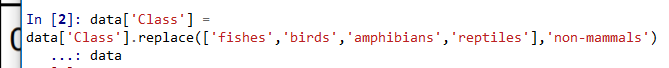 In [2]: data['Class'] =
data['Class'].replace(['fishes','birds','amphibians','reptiles'],'non-mammals')
...: data